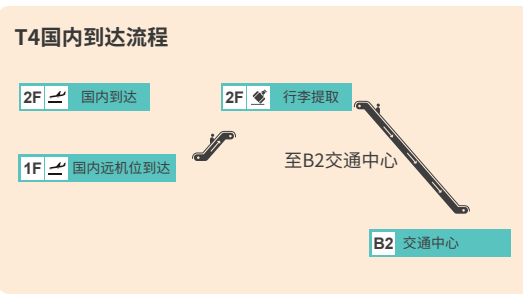 T4国内到达流程
2F 国内到达
2F 行李提取
1F 国内远机位到达
至B2交通中心
B2 交通中心